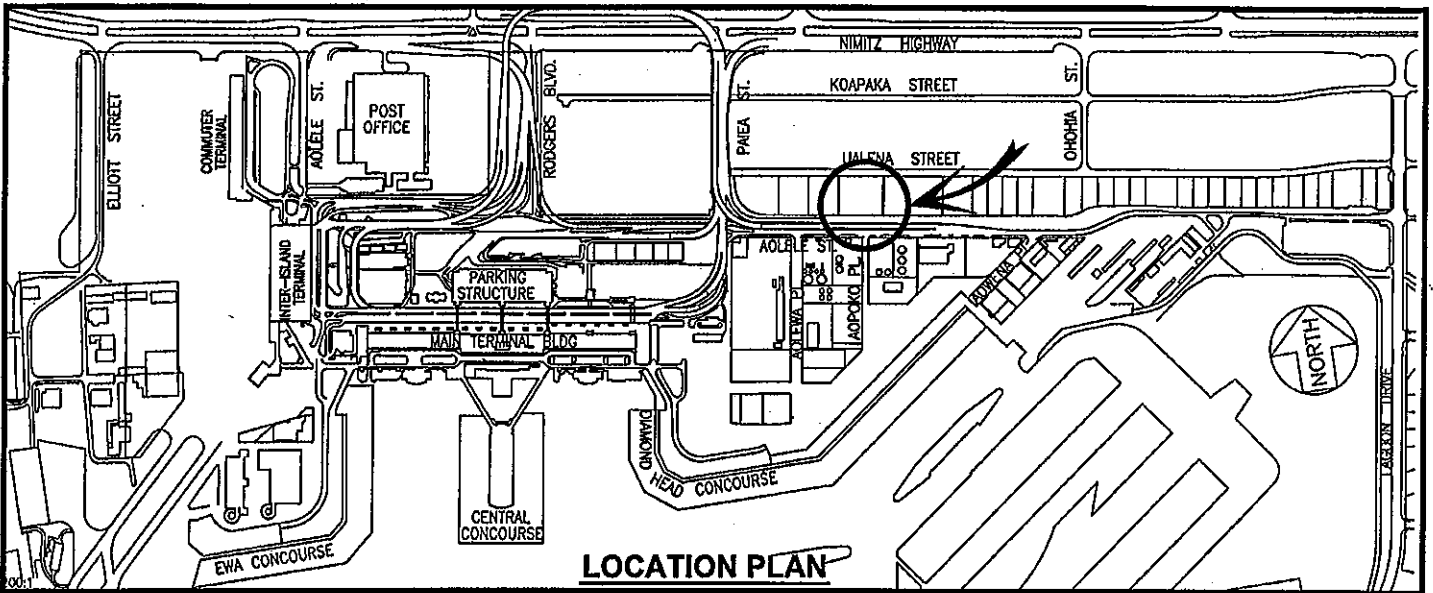 NIMITZ HIGHWAY
KOAPAKA STREET
UALENA STREET
ELLIOTT STREET
COMMUTER
TERMINAL
AOLELE ST.
POST
OFFICE
RODGERS BLVD.
PAIEA ST.
OHOHIA ST.
INTER-ISLAND
TERMINAL
PARKING
STRUCTURE
MAIN TERMINAL BLDG
AOLELE ST.
AOLEWA PL
AOPOKO PL.
AOWENA PL
NORTH
LAGOON DRIVE
DIAMOND
HEAD CONCOURSE
CENTRAL
CONCOURSE
EWA CONCOURSE
LOCATION PLAN